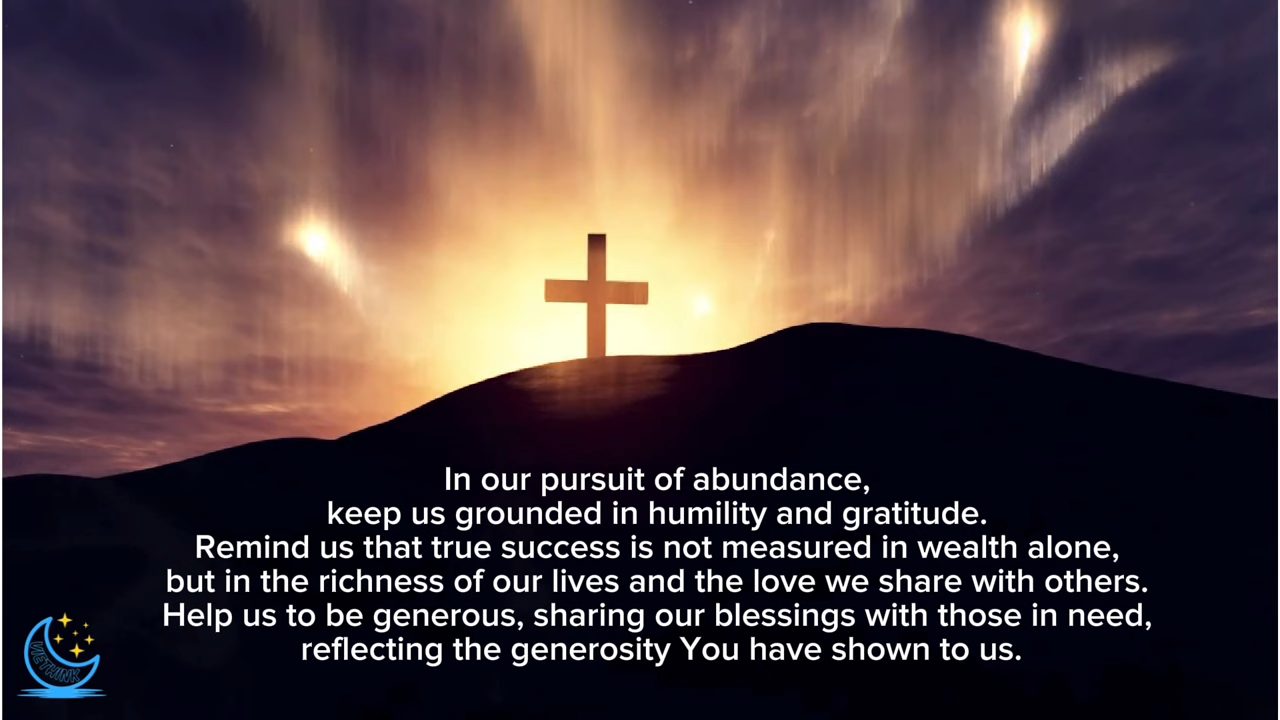 In our pursuit of abundance,
keep us grounded in humility and gratitude.
Remind us that true success is not measured in wealth alone,
but in the richness of our lives and the love we share with others.
Help us to be generous, sharing our blessings with those in need,
reflecting the generosity You have shown to us.